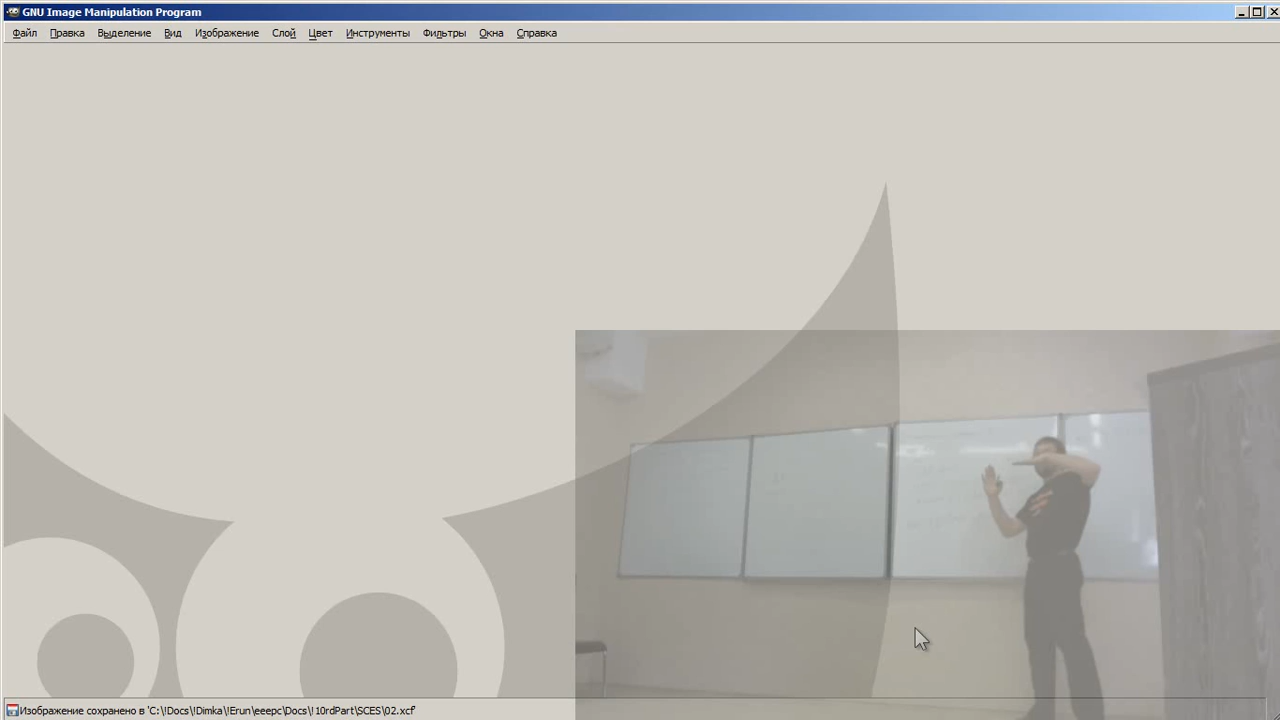 GNU Image Manipulation Program
Файл Правка Выделение Вид Изображение Слой Цвет Инструменты Фильтры Окна Справка
Изображение сохранено в 'C:\!Docs\!Dimka\!Erun\eeepc\Docs\!10rdPart\SCES\02.xcf'